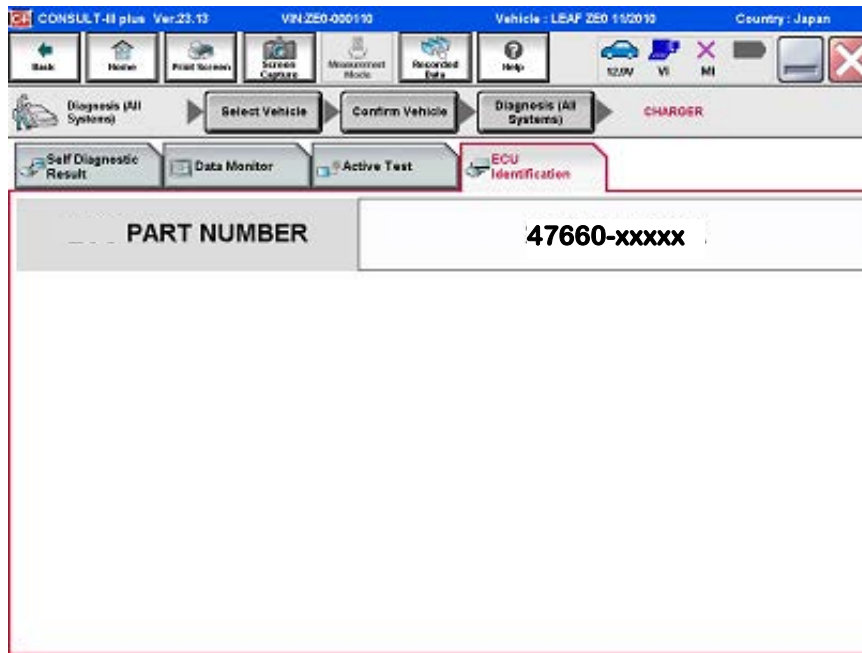 CONSULT-III plus Ver.23.13 VIN:ZE0-000110 Vehicle : LEAF ZE0 11/2010 Country : Japan
Back Home Print Screen Screen Capture Measurement Mode Recorded Data Help 12.0V VI MI
Diagnosis (All Systems) Select Vehicle Confirm Vehicle Diagnosis (All Systems) CHARGER
Self Diagnostic Result Data Monitor Active Test ECU Identification
PART NUMBER 47660-xxxxx